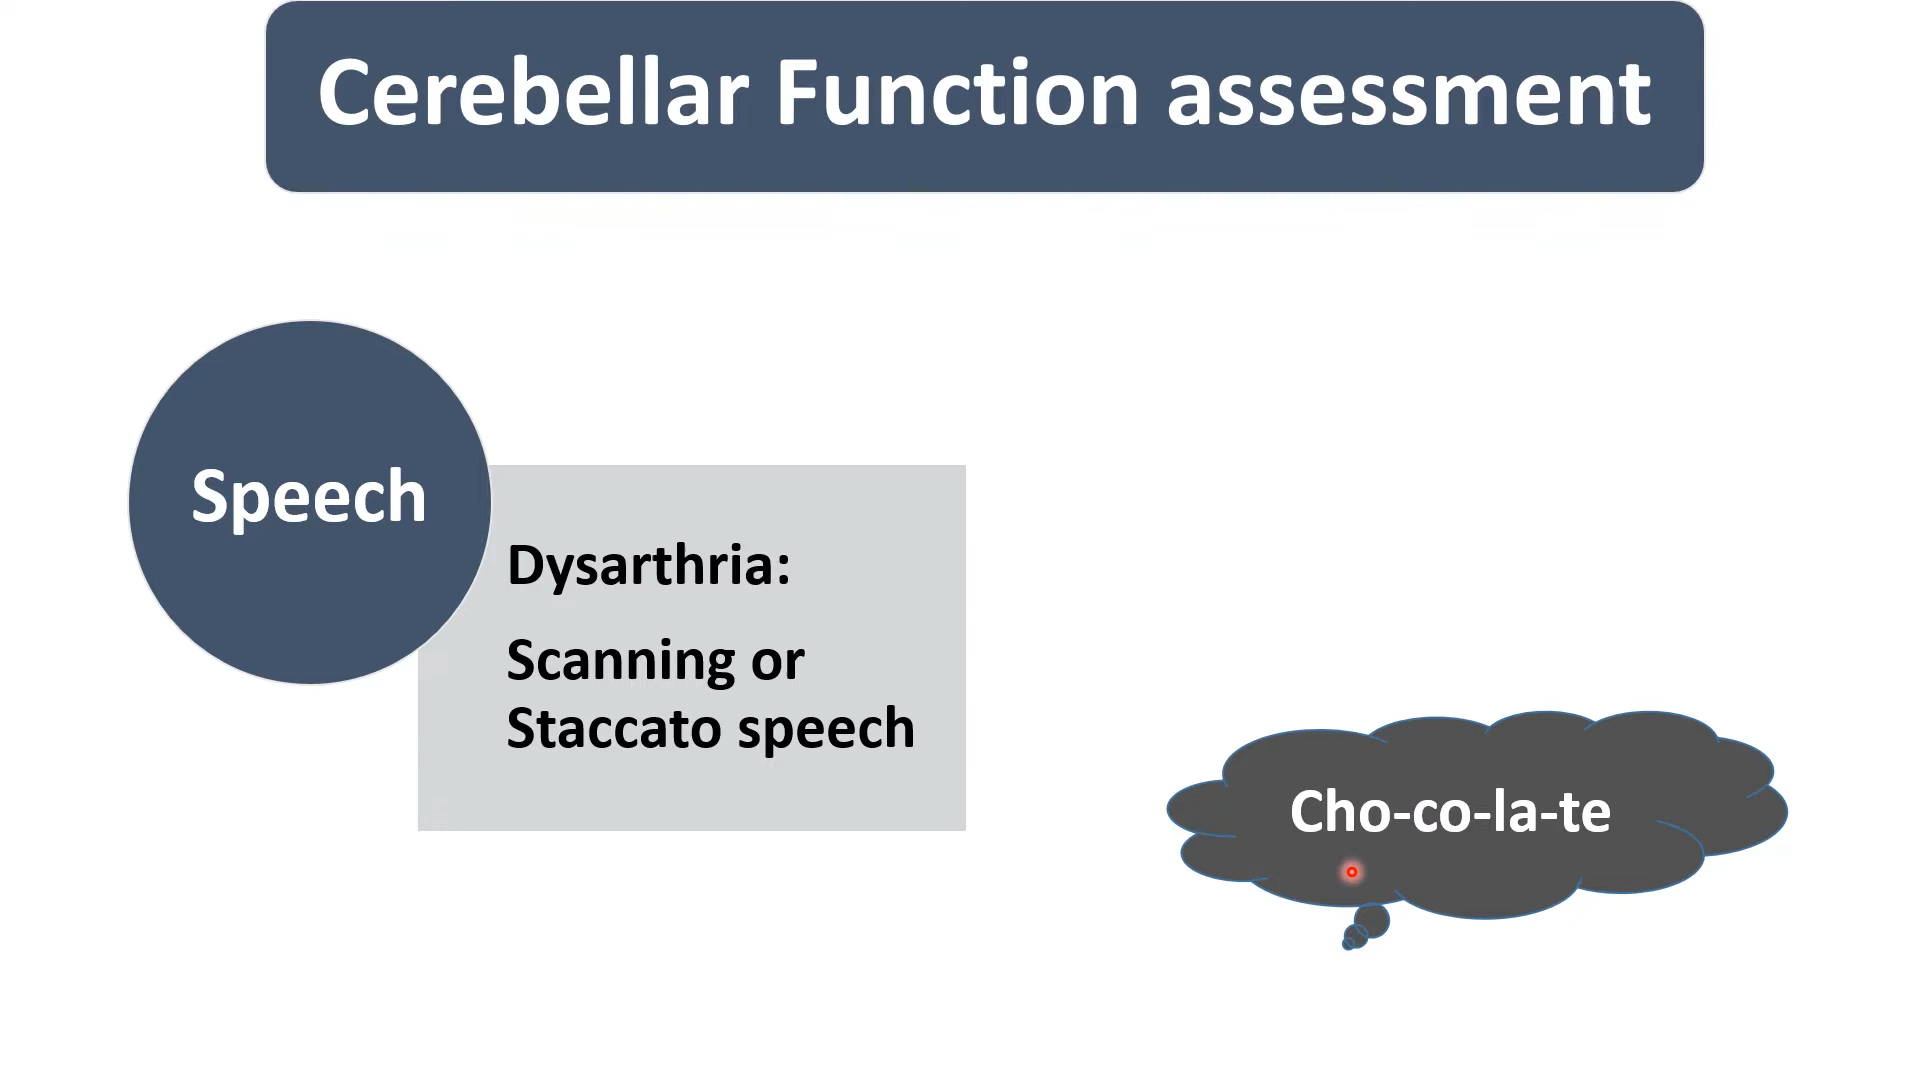 Cerebellar Function assessment
Speech
Dysarthria:
Scanning or
Staccato speech
Cho-co-la-te